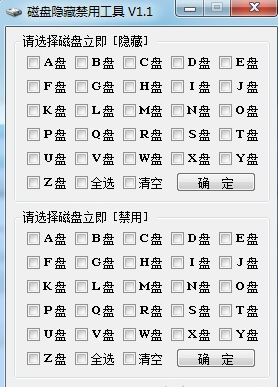 磁盘隐藏禁用工具 V1.1
请选择磁盘立即 [隐藏]
A盘 B盘 C盘 D盘 E盘
F盘 G盘 H盘 I盘 J盘
K盘 L盘 M盘 N盘 O盘
P盘 Q盘 R盘 S盘 T盘
U盘 V盘 W盘 X盘 Y盘
Z盘 全选 清空 确 定
请选择磁盘立即 [禁用]
A盘 B盘 C盘 D盘 E盘
F盘 G盘 H盘 I盘 J盘
K盘 L盘 M盘 N盘 O盘
P盘 Q盘 R盘 S盘 T盘
U盘 V盘 W盘 X盘 Y盘
Z盘 全选 清空 确 定